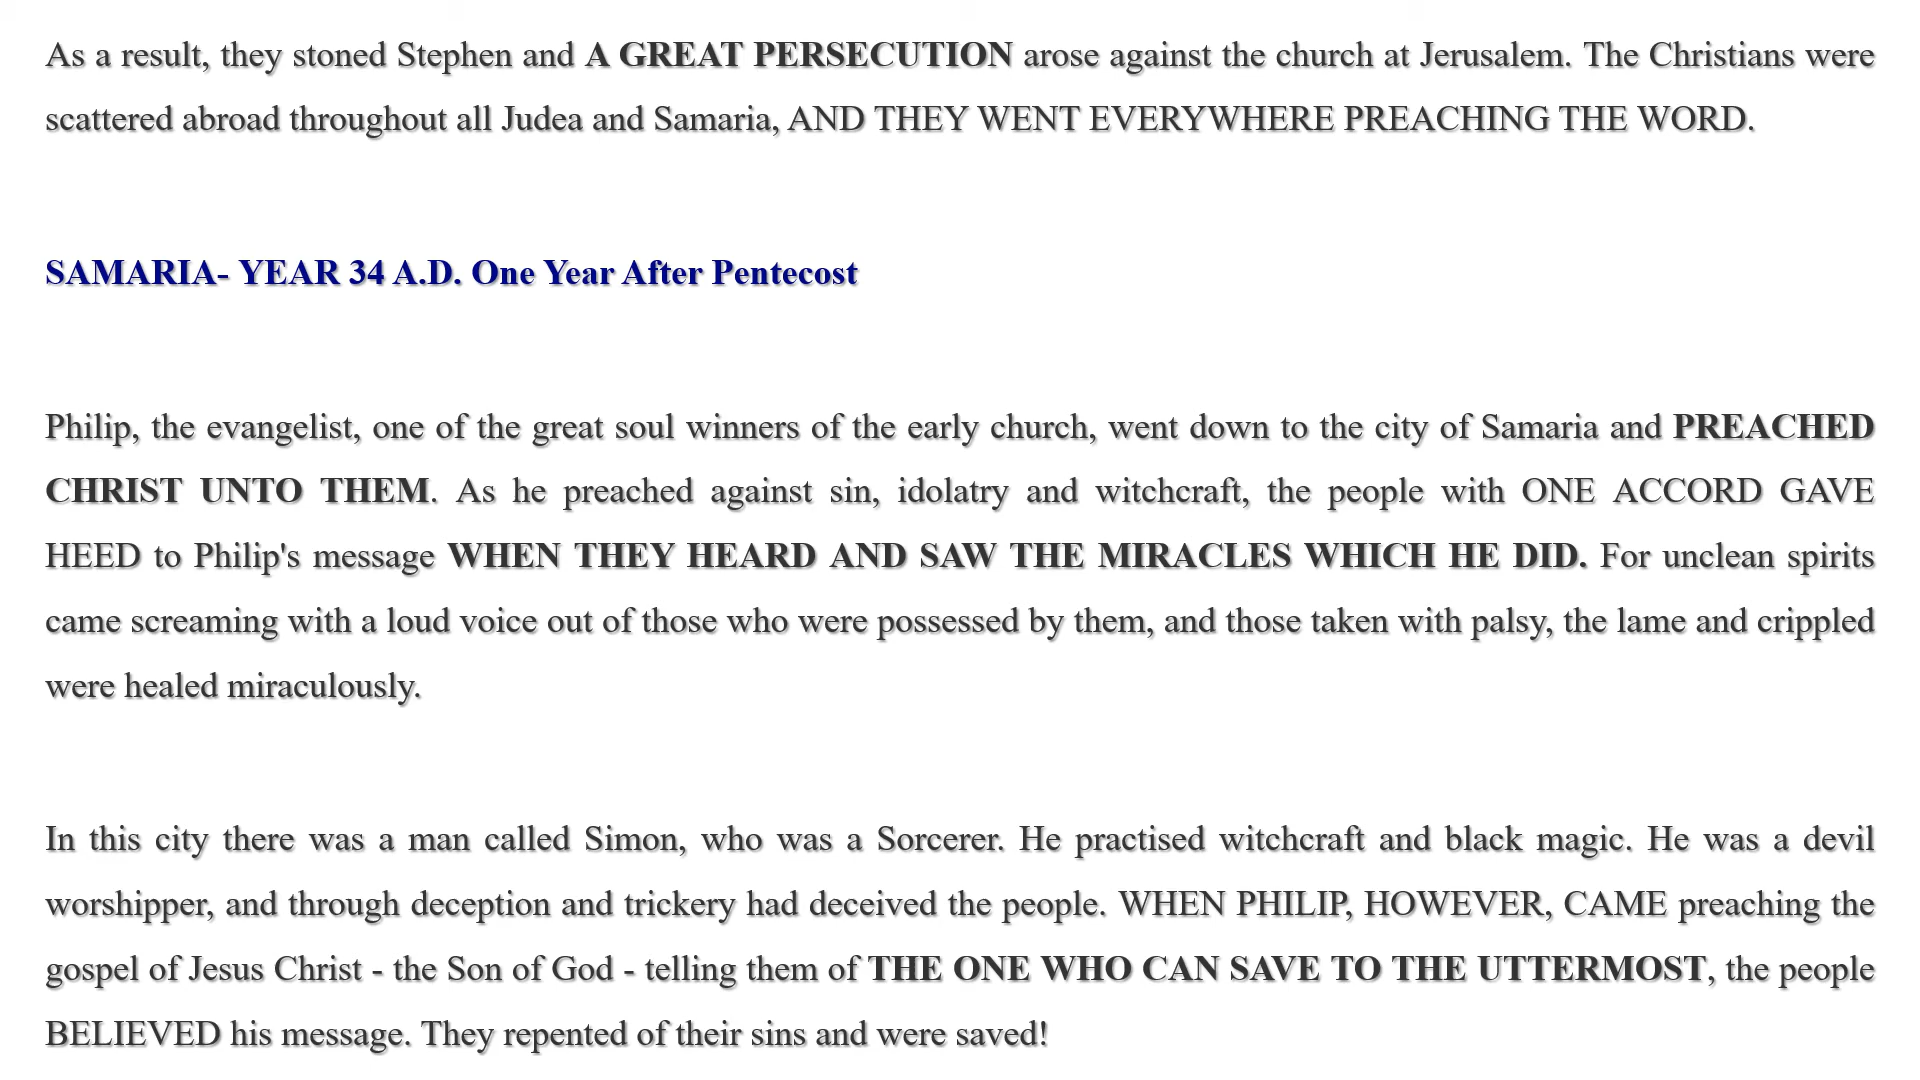 As a result, they stoned Stephen and A GREAT PERSECUTION arose against the church at Jerusalem. The Christians were
scattered abroad throughout all Judea and Samaria, AND THEY WENT EVERYWHERE PREACHING THE WORD.
SAMARIA- YEAR 34 A.D. One Year After Pentecost
Philip, the evangelist, one of the great soul winners of the early church, went down to the city of Samaria and PREACHED
CHRIST UNTO THEM. As he preached against sin, idolatry and witchcraft, the people with ONE ACCORD GAVE
HEED to Philip's message WHEN THEY HEARD AND SAW THE MIRACLES WHICH HE DID. For unclean spirits
came screaming with a loud voice out of those who were possessed by them, and those taken with palsy, the lame and crippled
were healed miraculously.
In this city there was a man called Simon, who was a Sorcerer. He practised witchcraft and black magic. He was a devil
worshipper, and through deception and trickery had deceived the people. WHEN PHILIP, HOWEVER, CAME preaching the
gospel of Jesus Christ - the Son of God - telling them of THE ONE WHO CAN SAVE TO THE UTTERMOST, the people
BELIEVED his message. They repented of their sins and were saved!